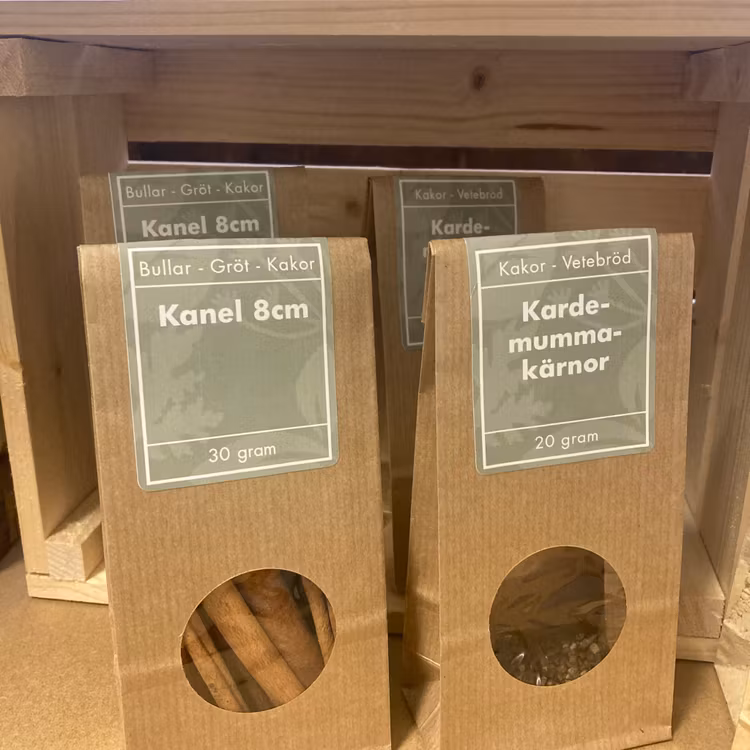 Bullar - Gröt - Kakor
Kanel 8cm
Kakor - Vetebröd
Karde-
Bullar - Gröt - Kakor
Kanel 8cm
30 gram
Kakor - Vetebröd
Karde-
mumma-
kärnor
20 gram